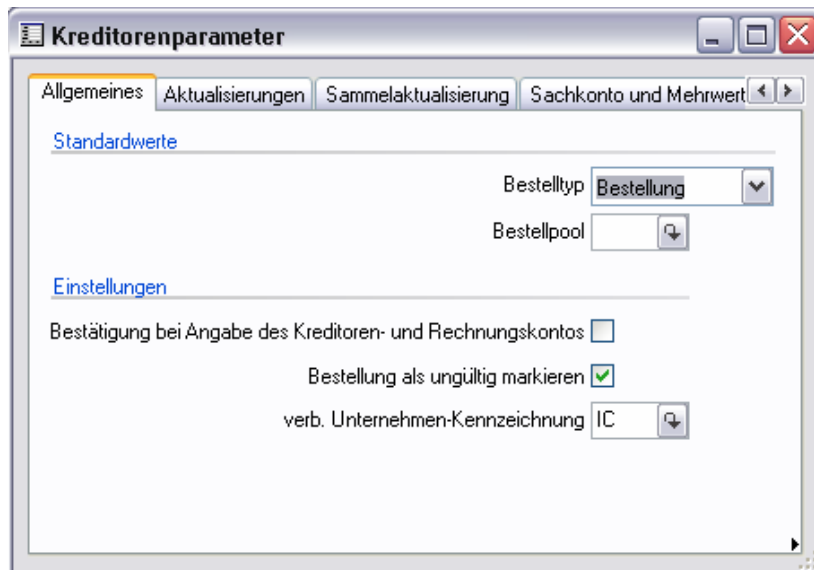 Kreditorenparameter
Allgemeines Aktualisierungen Sammelaktualisierung Sachkonto und Mehrwert
Standardwerte
Bestelltyp Bestellung
Bestellpool
Einstellungen
Bestätigung bei Angabe des Kreditoren- und Rechnungskontos
Bestellung als ungültig markieren
verb. Unternehmen-Kennzeichnung IC